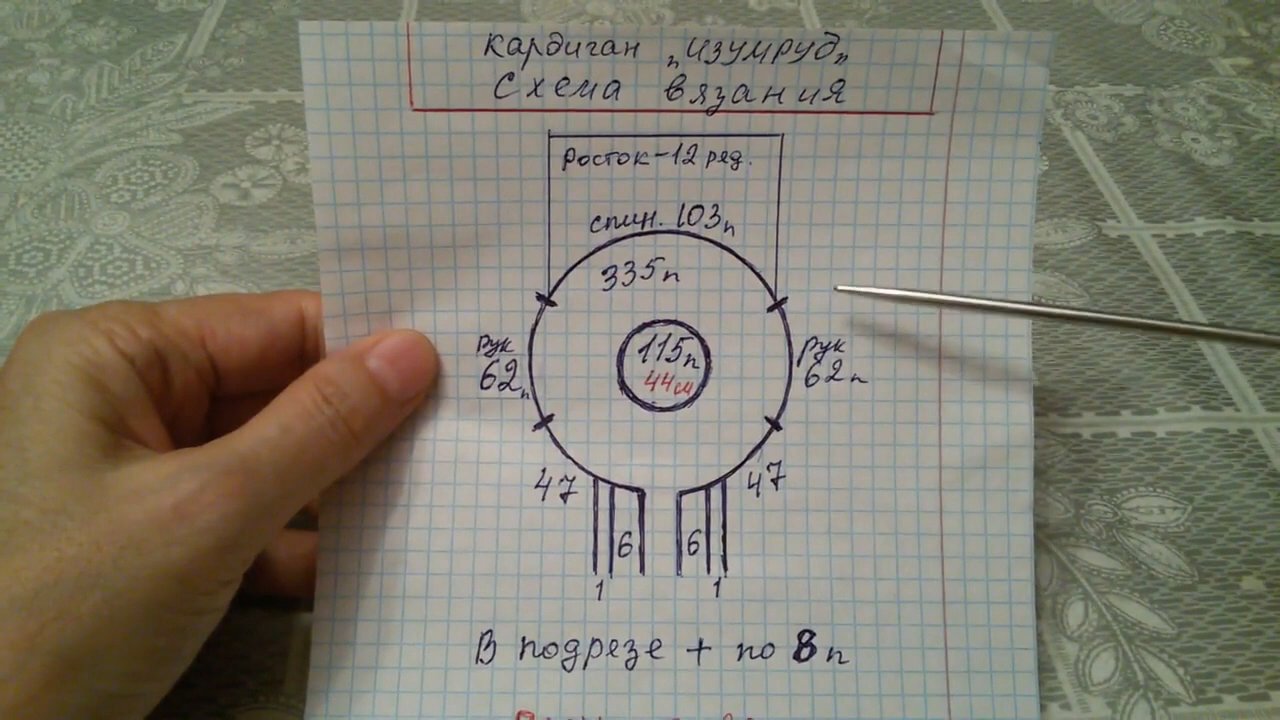 кардиган „изумруд"
Схема вязания
Росток-12 ряд.
спин. 103п
335п
115п
44см
рук
62п
рук
62п
47
47
6
6
1
1
В подрезе + по 8п